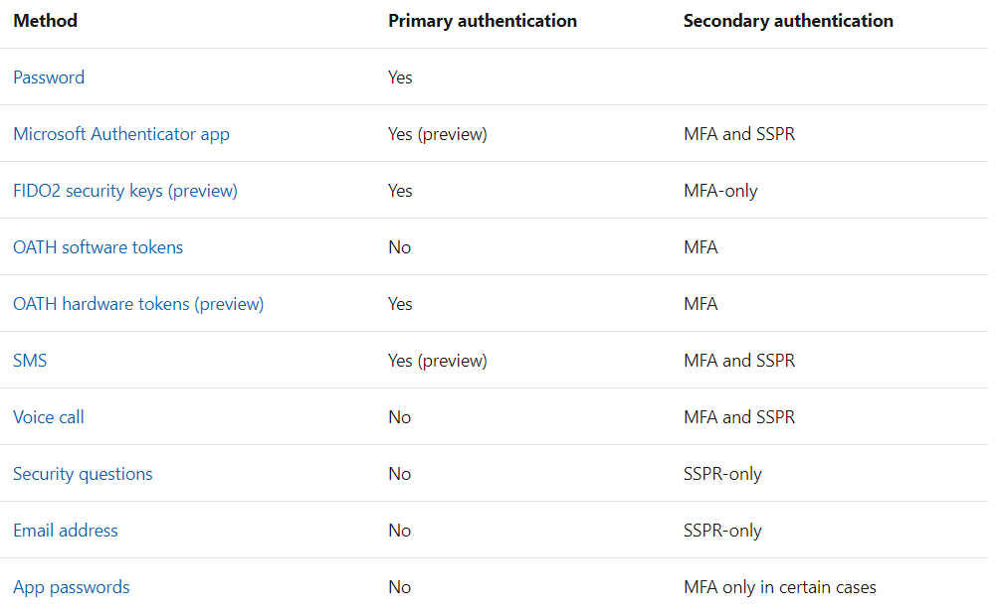 Method Primary authentication Secondary authentication
Password Yes
Microsoft Authenticator app Yes (preview) MFA and SSPR
FIDO2 security keys (preview) Yes MFA-only
OATH software tokens No MFA
OATH hardware tokens (preview) Yes MFA
SMS Yes (preview) MFA and SSPR
Voice call No MFA and SSPR
Security questions No SSPR-only
Email address No SSPR-only
App passwords No MFA only in certain cases